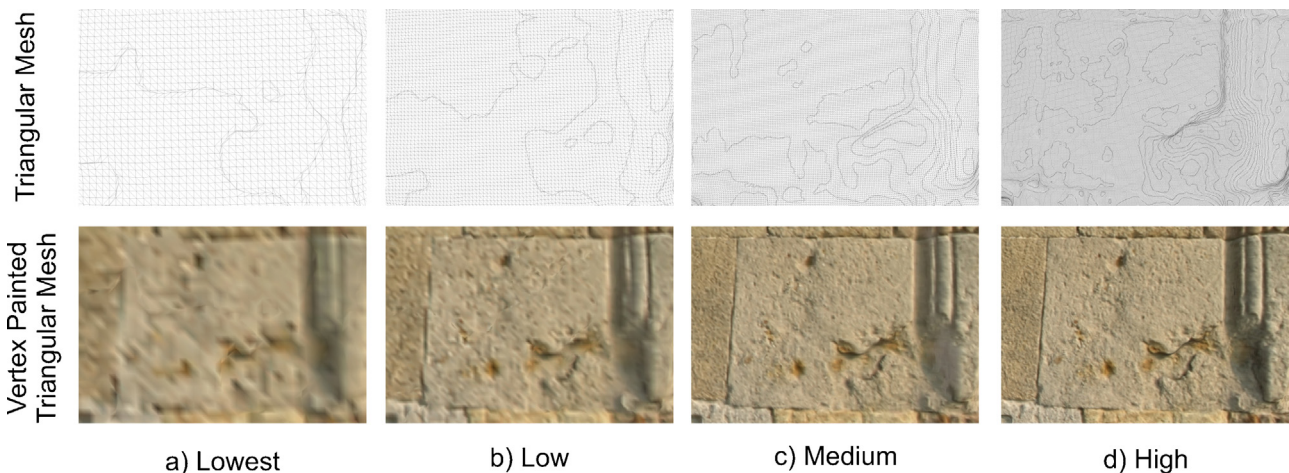 Triangular Mesh
Vertex Painted
Triangular Mesh
a) Lowest
b) Low
c) Medium
d) High